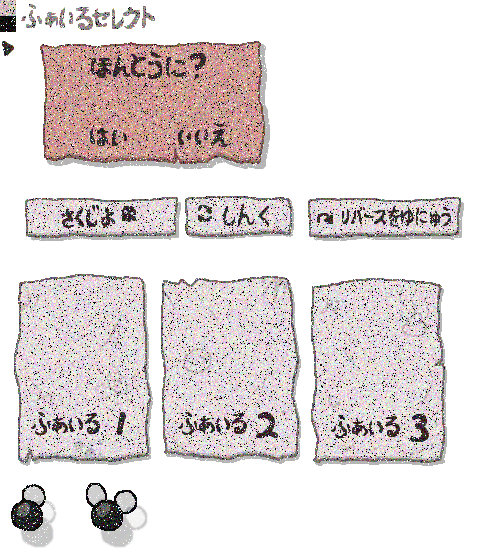 ふぁいるセレクト
ほんとうに?
はい いいえ
さくじょ しんく リバースをゆにゅう
ふぁいる 1 ふぁいる 2 ふぁいる 3